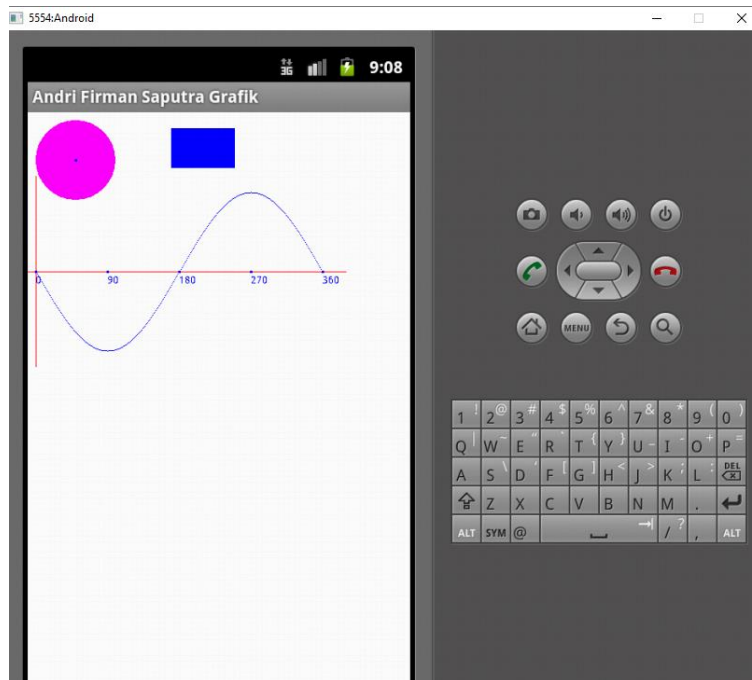 5554:Android
3G 9:08
Andri Firman Saputra Grafik
0 90 180 270 360
MENU
1 ! 2 @ 3 # 4 $ 5 % 6 ^ 7 & 8 * 9 ( 0 )
Q | W ~ E " R ` T { Y } U _ I - O + P =
A S \ D ' F [ G ] H < J > K ; L : DEL
Z X C V B N M .
ALT SYM @ / ? , ALT